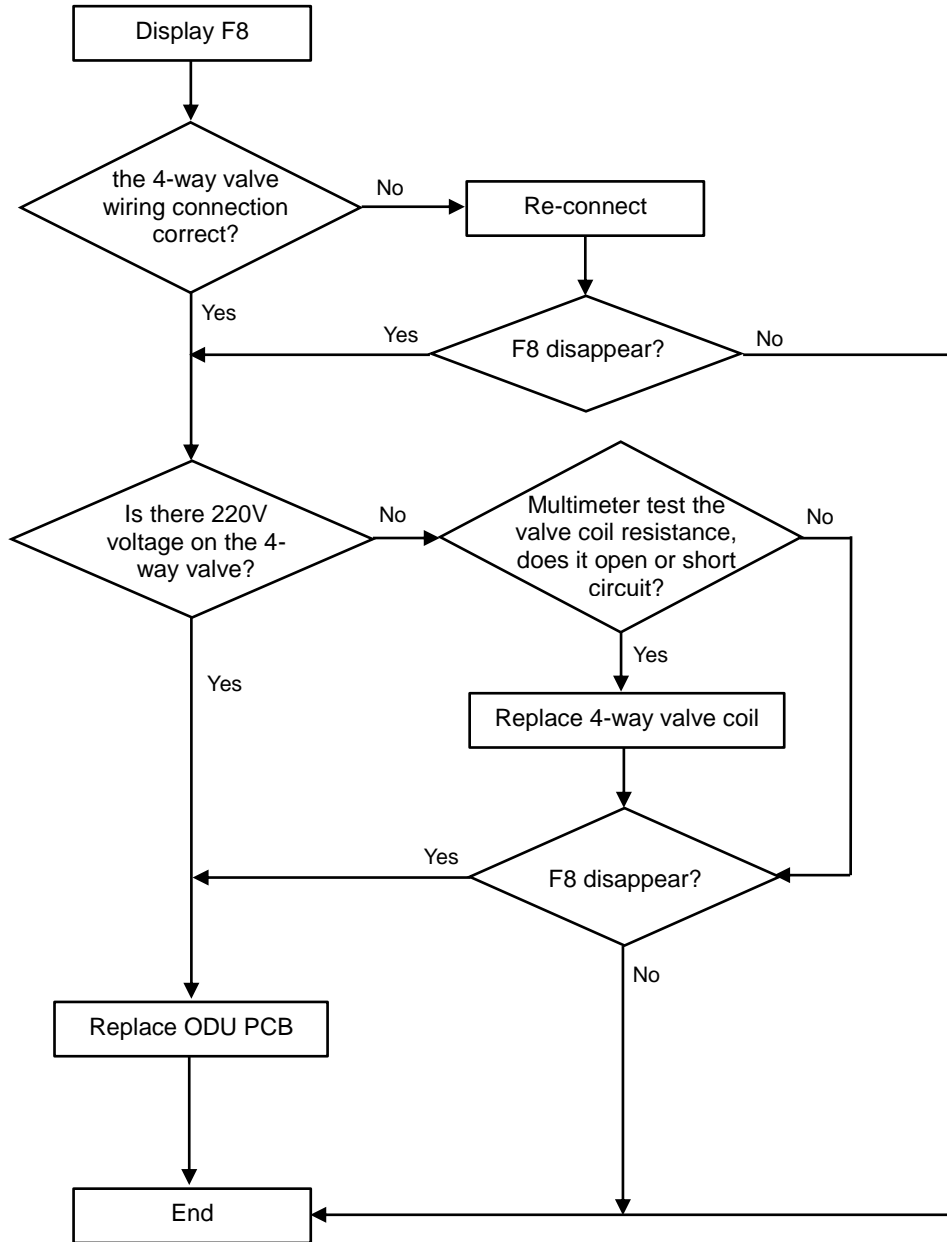 Display F8
the 4-way valve
wiring connection
correct?
No
Re-connect
Yes
Yes
F8 disappear?
No
Is there 220V
voltage on the 4-
way valve?
No
Multimeter test the
valve coil resistance,
does it open or short
circuit?
No
Yes
Yes
Replace 4-way valve coil
Yes
F8 disappear?
No
Replace ODU PCB
End